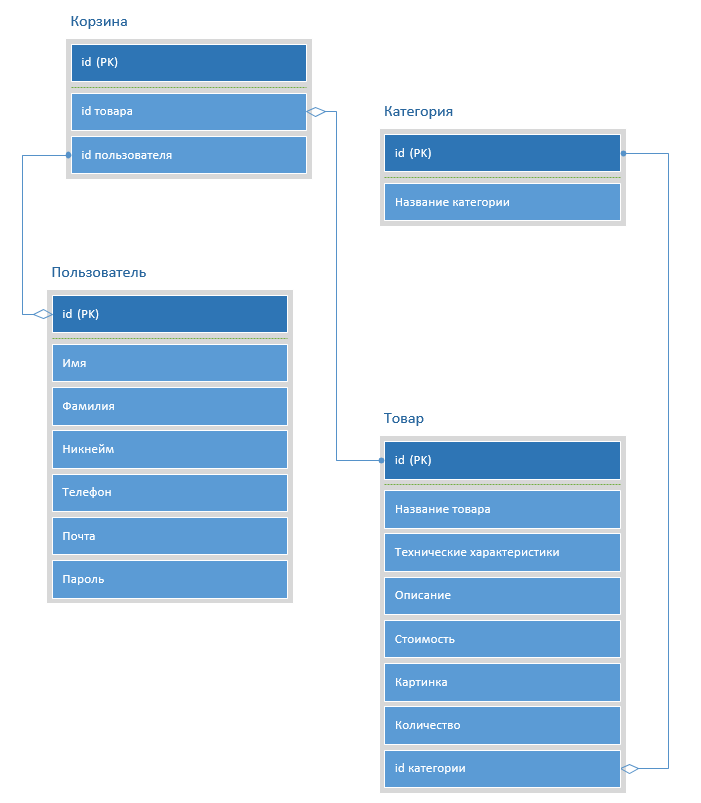 Корзина
id (PK)
id товара
id пользователя
Категория
id (PK)
Название категории
Пользователь
id (PK)
Имя
Фамилия
Никнейм
Телефон
Почта
Пароль
Товар
id (PK)
Название товара
Технические характеристики
Описание
Стоимость
Картинка
Количество
id категории